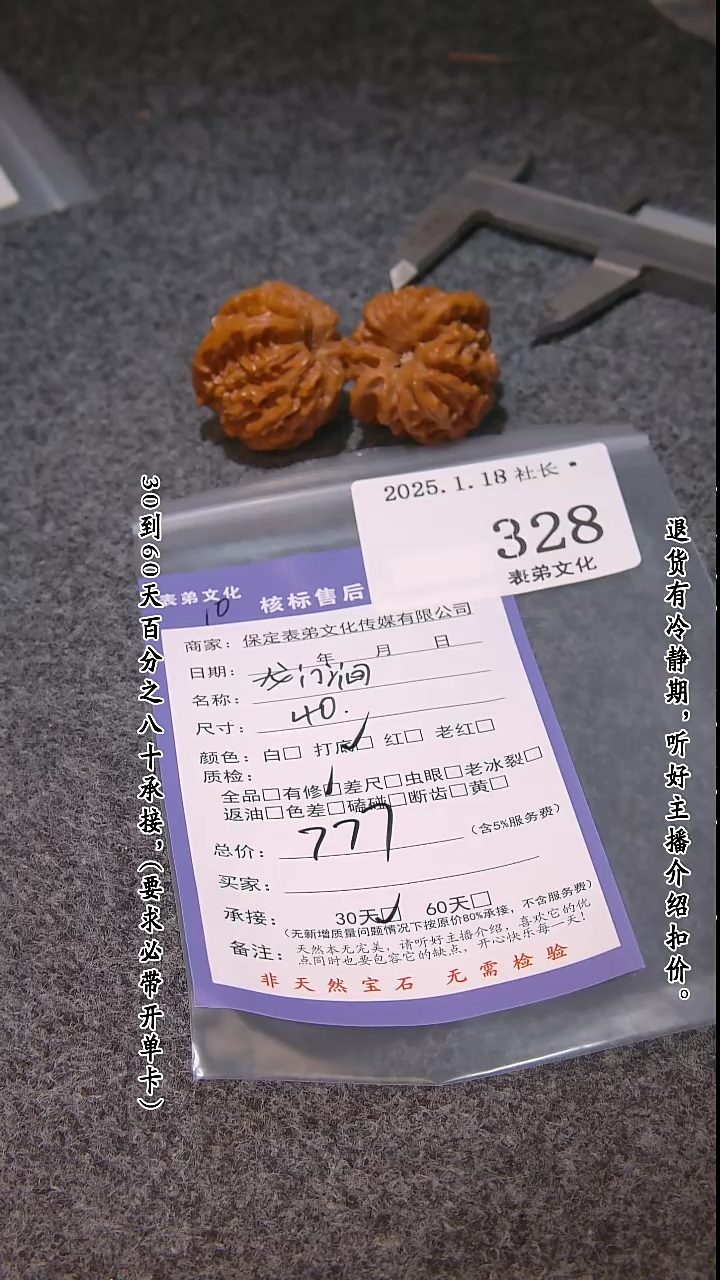 2025.1.18 社长
328
表弟文化
表弟文化
10
核标售后
商家：保定表弟文化传媒有限公司
日期： 年 月 日
名称：龙门涧
尺寸：40.
颜色：白□ 打底□ 红□ 老红□
质检：
全品□有修□差尺□虫眼□老冰裂□
返油□色差□磕碰□断齿□黄□
总价：777 （含5%服务费）
买家：
承接： 30天□ 60天□
（无新增质量问题情况下按原价80%承接，不含服务费）
备注：天然本无完美，请听好主播介绍，喜欢它的优
点同时也要包容它的缺点，开心快乐每一天！
非天然宝石 无需检验
30到60天百分之八十承接，（要求必带开单卡）
退货有冷静期，听好主播介绍扣价。